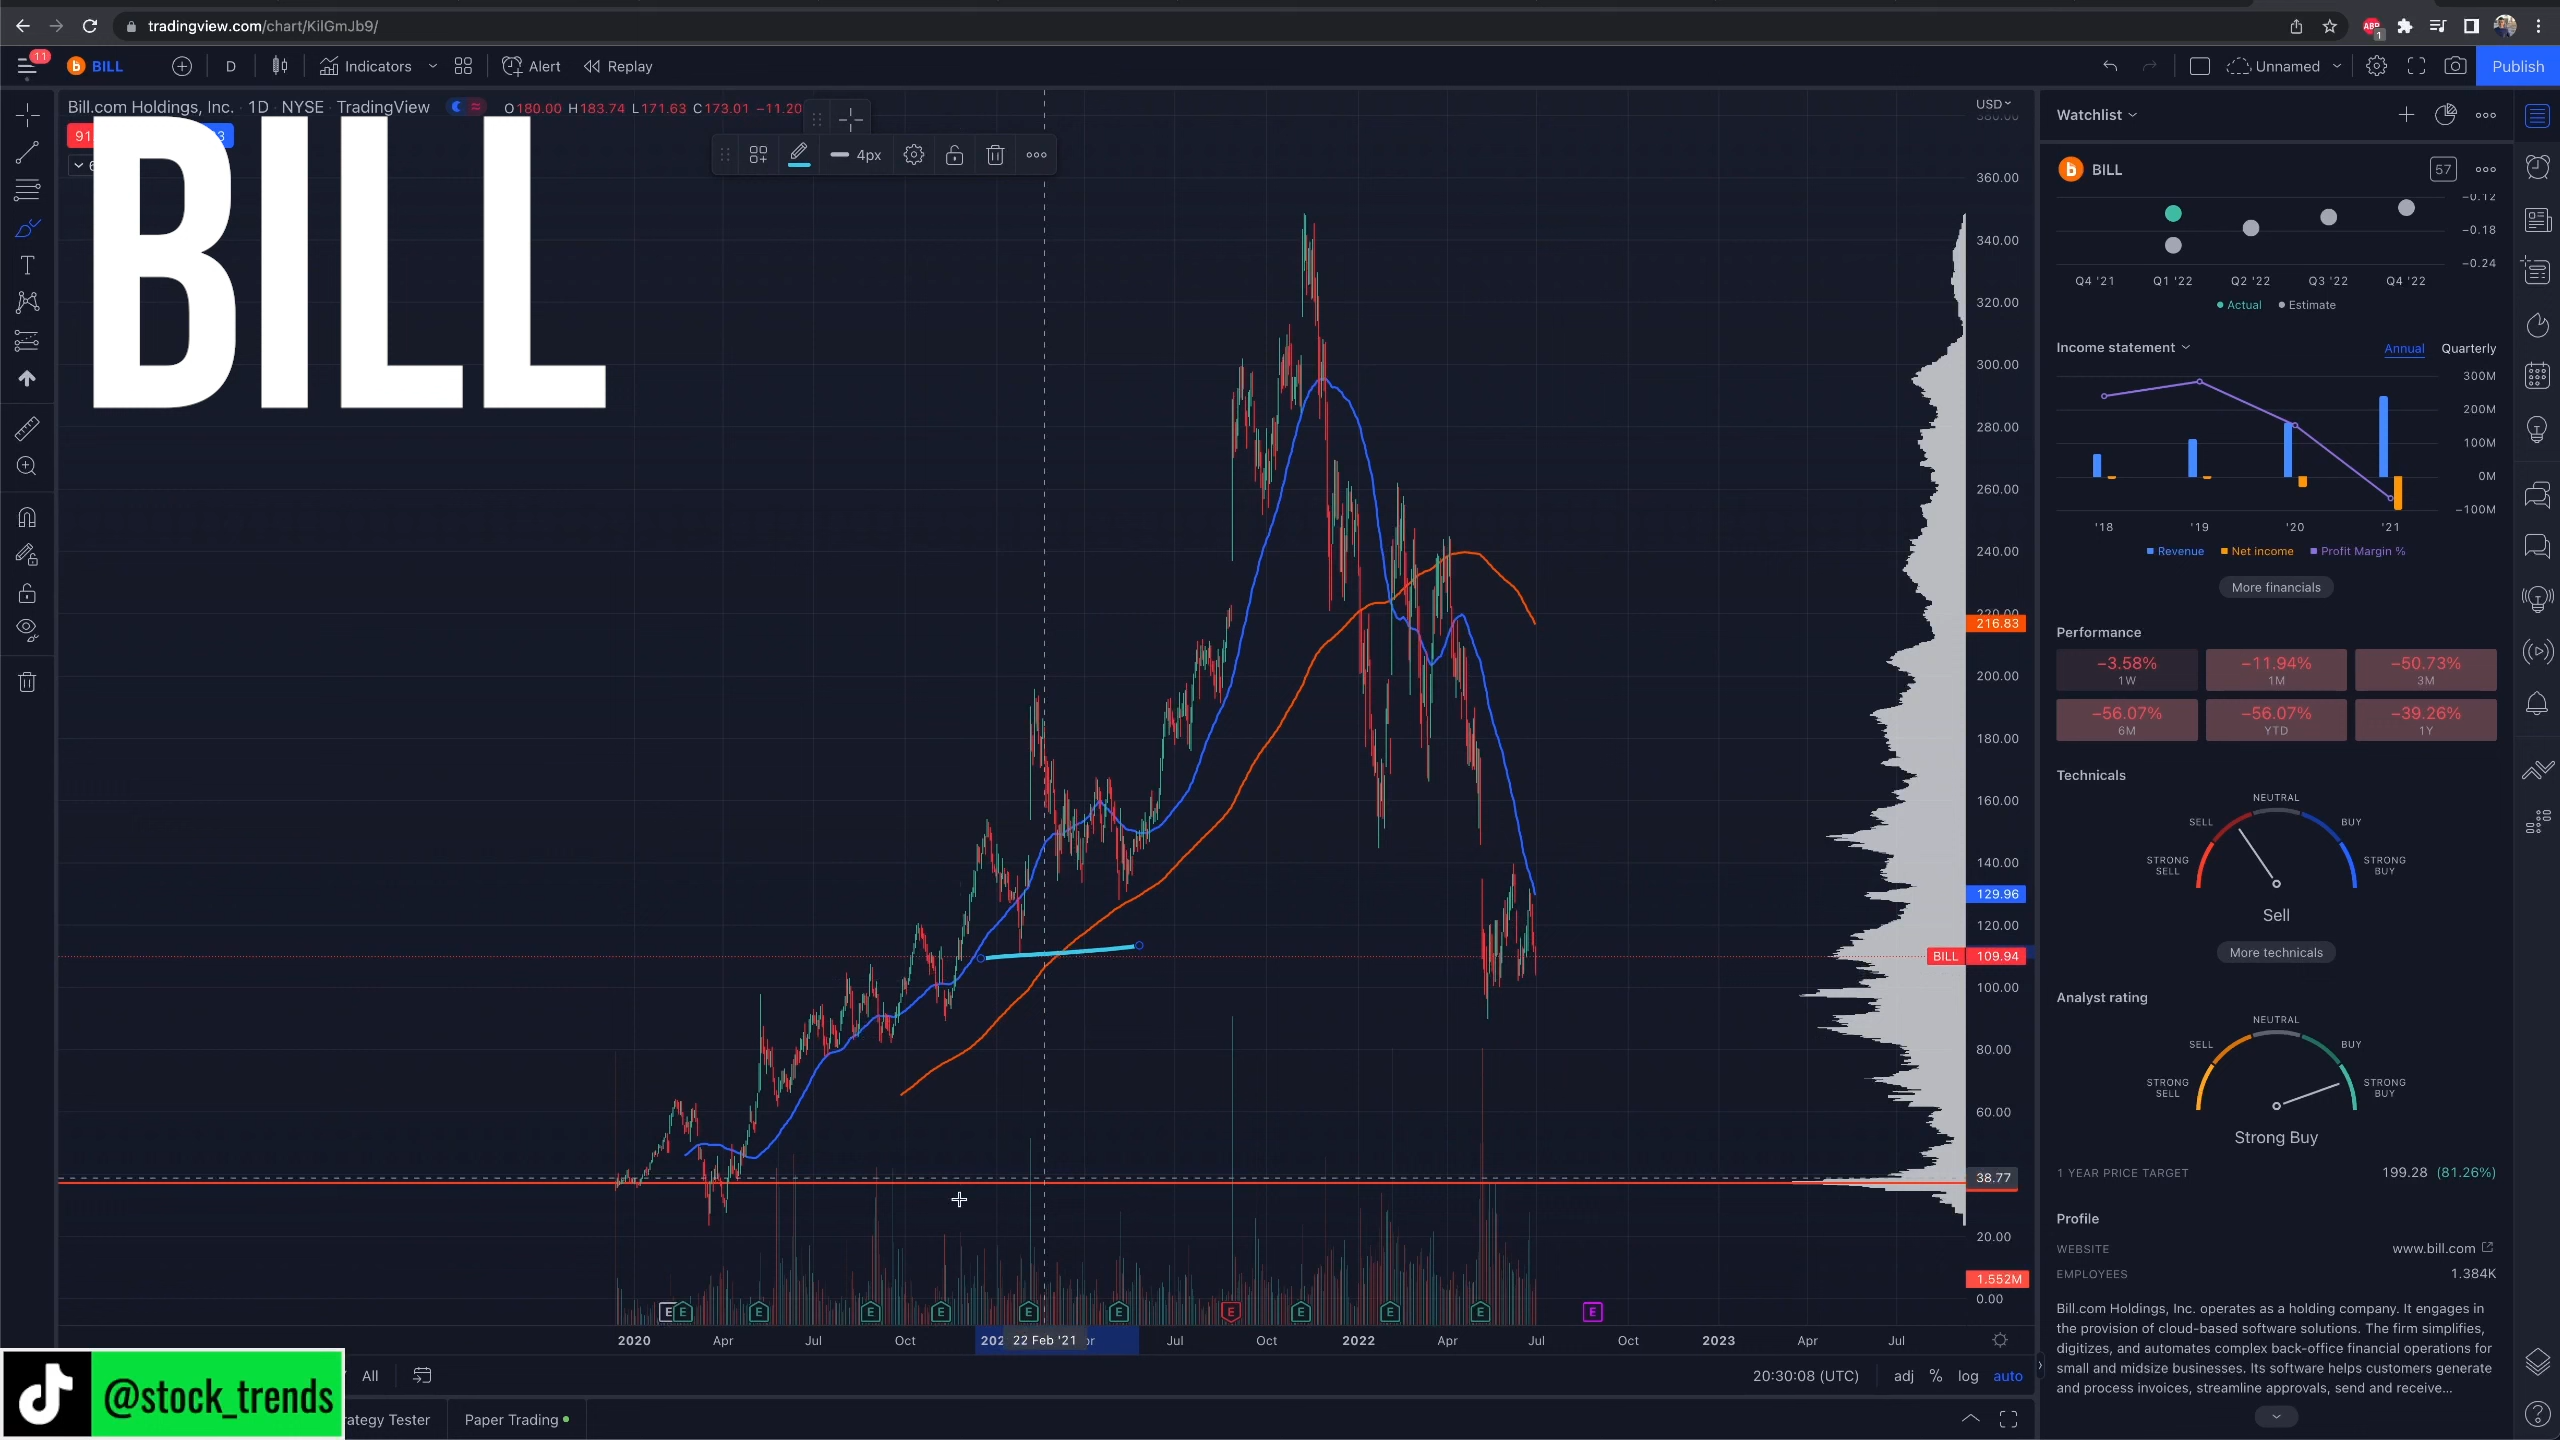 tradingview.com/chart/KilGmJb9/
11
BILL
D
Indicators
Alert
Replay
Unnamed
Publish
Bill.com Holdings, Inc. · 1D · NYSE · TradingView
O180.00 H183.74 L171.63 C173.01 −11.20
USD
4px
BILL
360.00
340.00
320.00
300.00
280.00
260.00
240.00
220.00
216.83
200.00
180.00
160.00
140.00
129.96
120.00
BILL 109.94
100.00
80.00
60.00
38.77
20.00
1.552M
0.00
2020
Apr
Jul
Oct
22 Feb '21
Jul
Oct
2022
Apr
Jul
Oct
2023
Apr
Jul
All
20:30:08 (UTC)
adj
%
log
auto
@stock_trends
rategy Tester
Paper Trading
Watchlist
BILL
57
−0.12
−0.18
−0.24
Q4 '21
Q1 '22
Q2 '22
Q3 '22
Q4 '22
Actual
Estimate
Income statement
Annual
Quarterly
300M
200M
100M
0M
−100M
'18
'19
'20
'21
Revenue
Net income
Profit Margin %
More financials
Performance
−3.58%
1W
−11.94%
1M
−50.73%
3M
−56.07%
6M
−56.07%
YTD
−39.26%
1Y
Technicals
NEUTRAL
SELL
BUY
STRONG SELL
STRONG BUY
Sell
More technicals
Analyst rating
NEUTRAL
SELL
BUY
STRONG SELL
STRONG BUY
Strong Buy
1 YEAR PRICE TARGET 199.28 (81.26%)
Profile
WEBSITE www.bill.com
EMPLOYEES 1.384K
Bill.com Holdings, Inc. operates as a holding company. It engages in
the provision of cloud-based software solutions. The firm simplifies,
digitizes, and automates complex back-office financial operations for
small and midsize businesses. Its software helps customers generate
and process invoices, streamline approvals, send and receive...